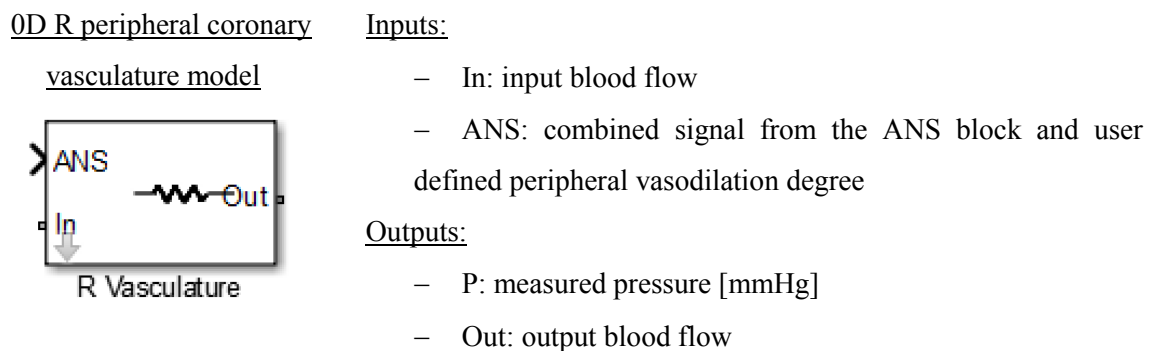 0D R peripheral coronary
vasculature model
ANS
Out
In
R Vasculature
Inputs:
− In: input blood flow
− ANS: combined signal from the ANS block and user
defined peripheral vasodilation degree
Outputs:
− P: measured pressure [mmHg]
− Out: output blood flow